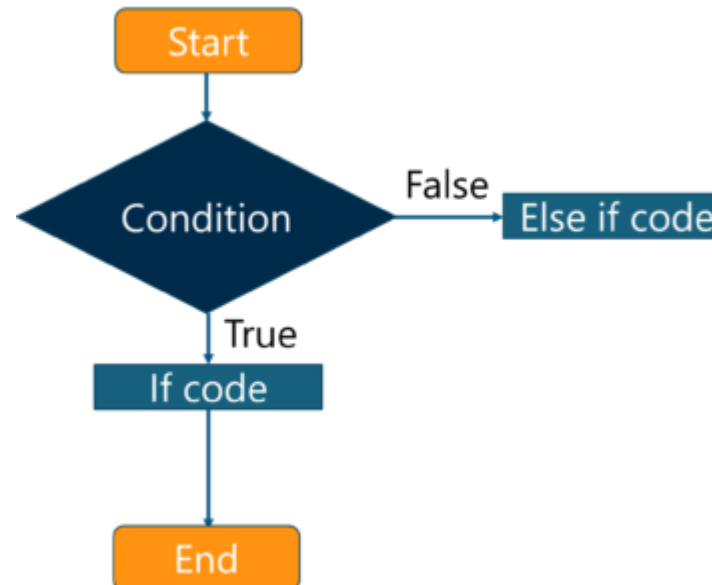 Start
Condition
False
Else if code
True
If code
End